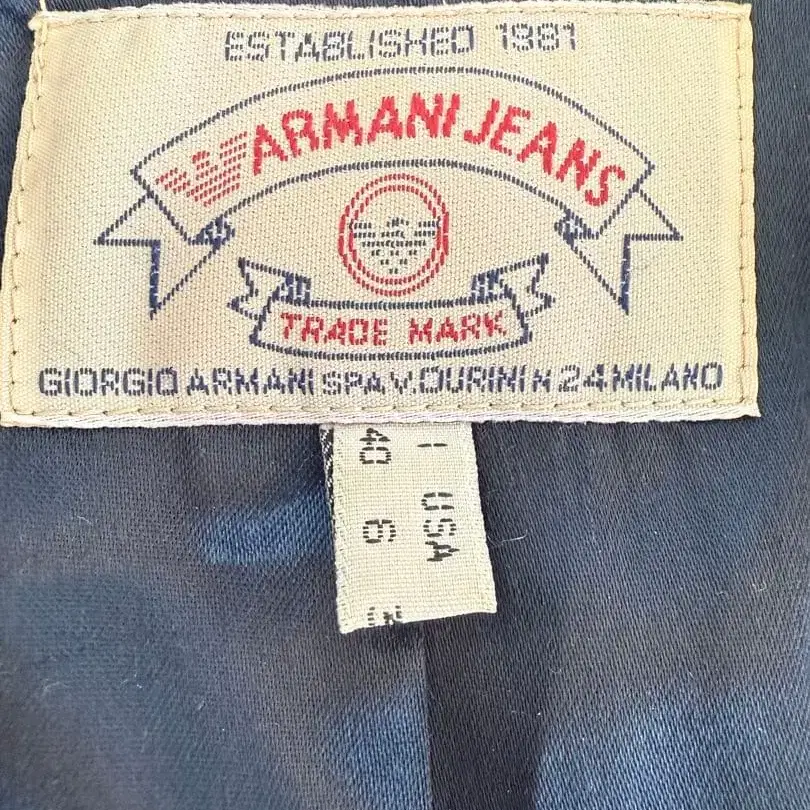 ESTABLISHED 1981
ARMANI JEANS
TRADE MARK
GIORGIO ARMANI SPA V. DURINI N 24 MILANO
I USA
40 6